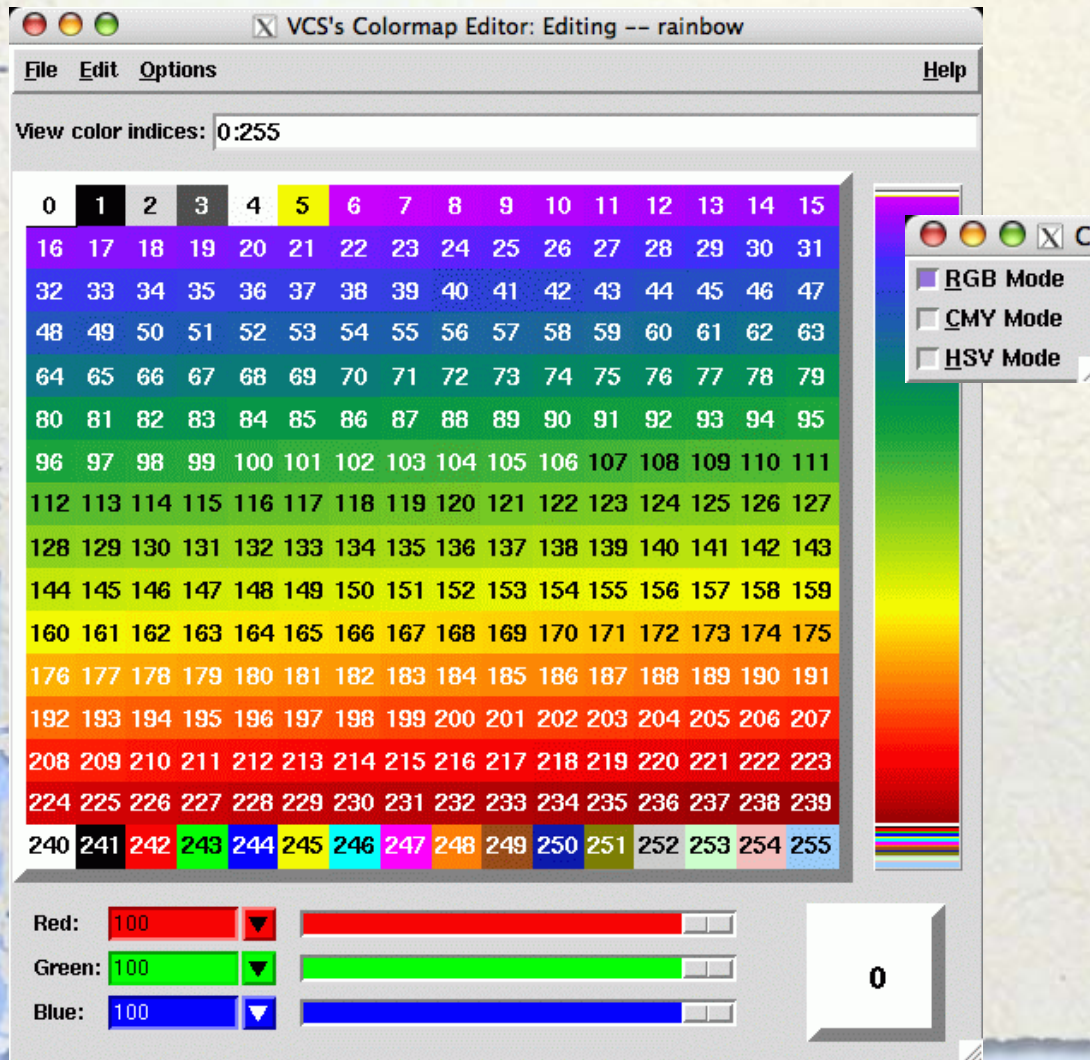 VCS's Colormap Editor: Editing -- rainbow
File Edit Options Help
View color indices: 0:255
0 1 2 3 4 5 6 7 8 9 10 11 12 13 14 15
16 17 18 19 20 21 22 23 24 25 26 27 28 29 30 31
32 33 34 35 36 37 38 39 40 41 42 43 44 45 46 47
48 49 50 51 52 53 54 55 56 57 58 59 60 61 62 63
64 65 66 67 68 69 70 71 72 73 74 75 76 77 78 79
80 81 82 83 84 85 86 87 88 89 90 91 92 93 94 95
96 97 98 99 100 101 102 103 104 105 106 107 108 109 110 111
112 113 114 115 116 117 118 119 120 121 122 123 124 125 126 127
128 129 130 131 132 133 134 135 136 137 138 139 140 141 142 143
144 145 146 147 148 149 150 151 152 153 154 155 156 157 158 159
160 161 162 163 164 165 166 167 168 169 170 171 172 173 174 175
176 177 178 179 180 181 182 183 184 185 186 187 188 189 190 191
192 193 194 195 196 197 198 199 200 201 202 203 204 205 206 207
208 209 210 211 212 213 214 215 216 217 218 219 220 221 222 223
224 225 226 227 228 229 230 231 232 233 234 235 236 237 238 239
240 241 242 243 244 245 246 247 248 249 250 251 252 253 254 255
RGB Mode
CMY Mode
HSV Mode
Red: 100
Green: 100
Blue: 100
0